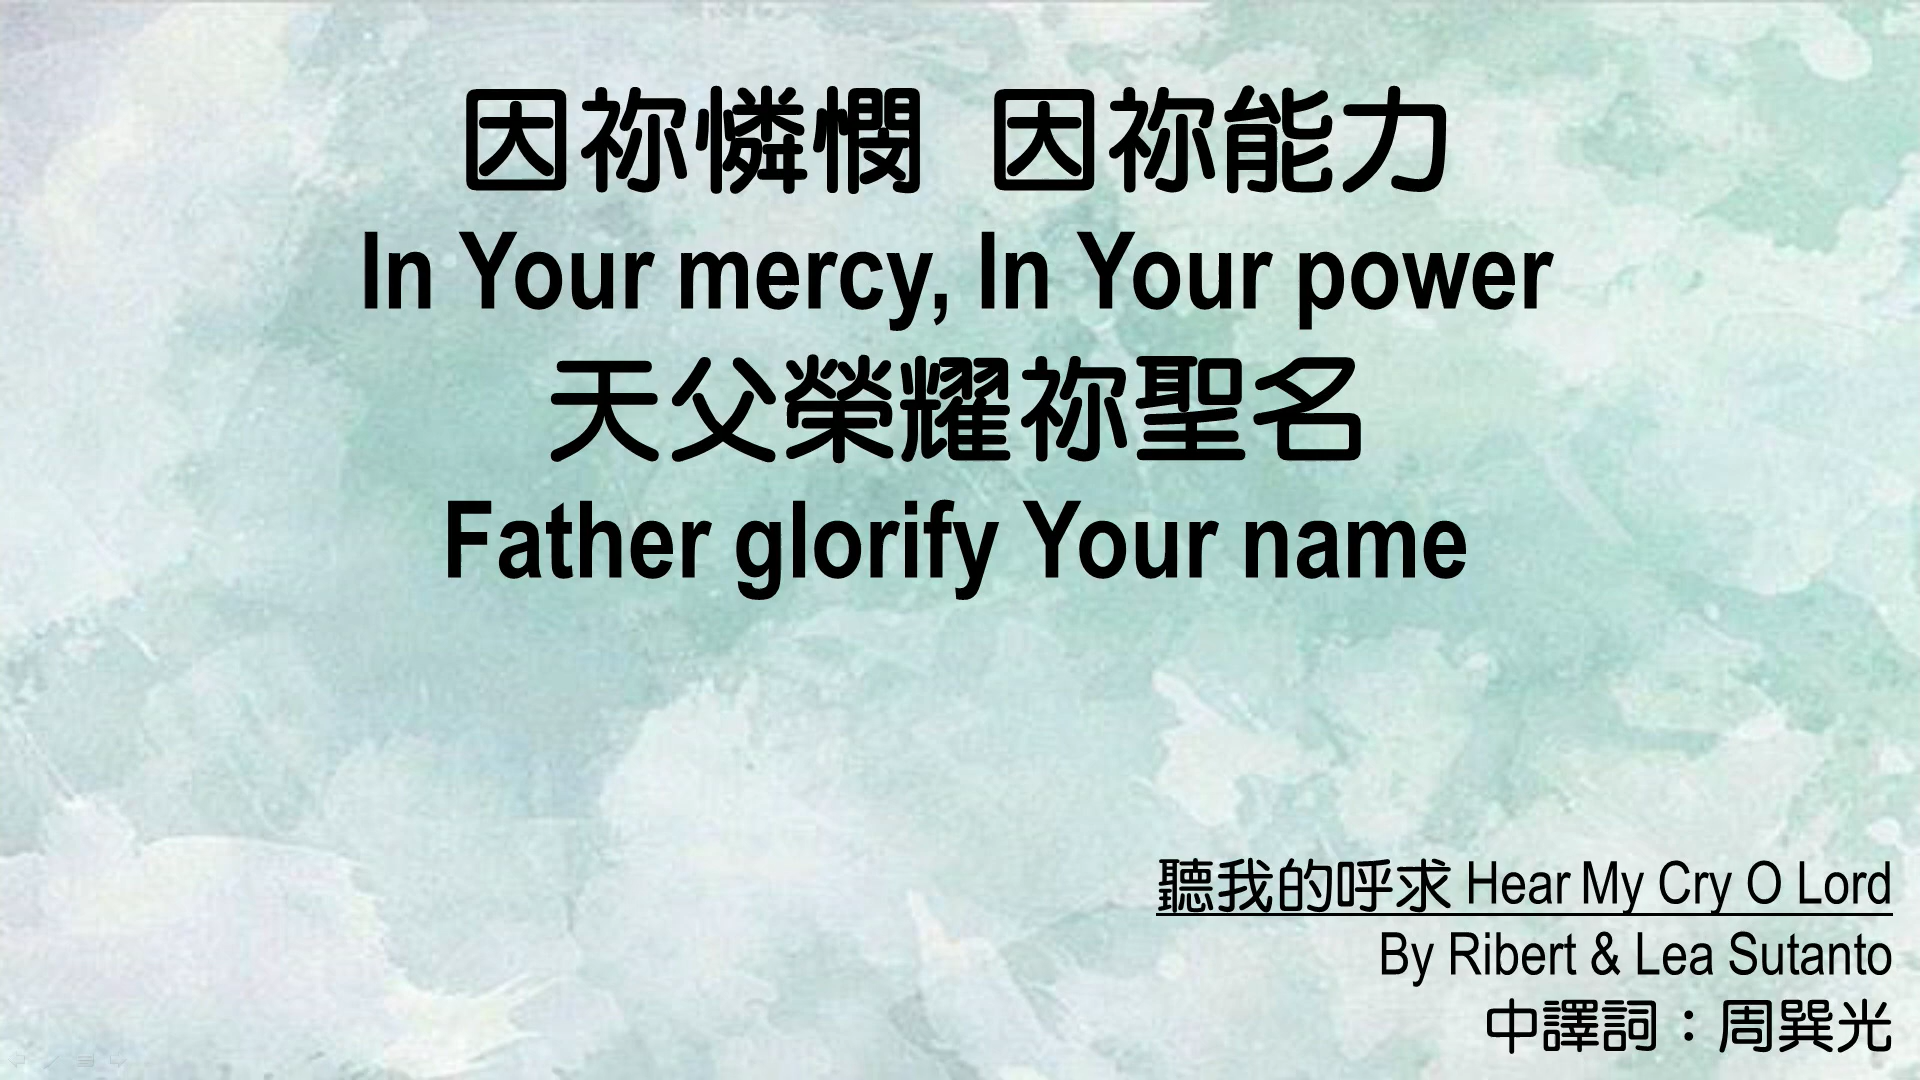 因祢憐憫 因祢能力
In Your mercy, In Your power
天父榮耀祢聖名
Father glorify Your name
聽我的呼求 Hear My Cry O Lord
By Ribert & Lea Sutanto
中譯詞：周巽光